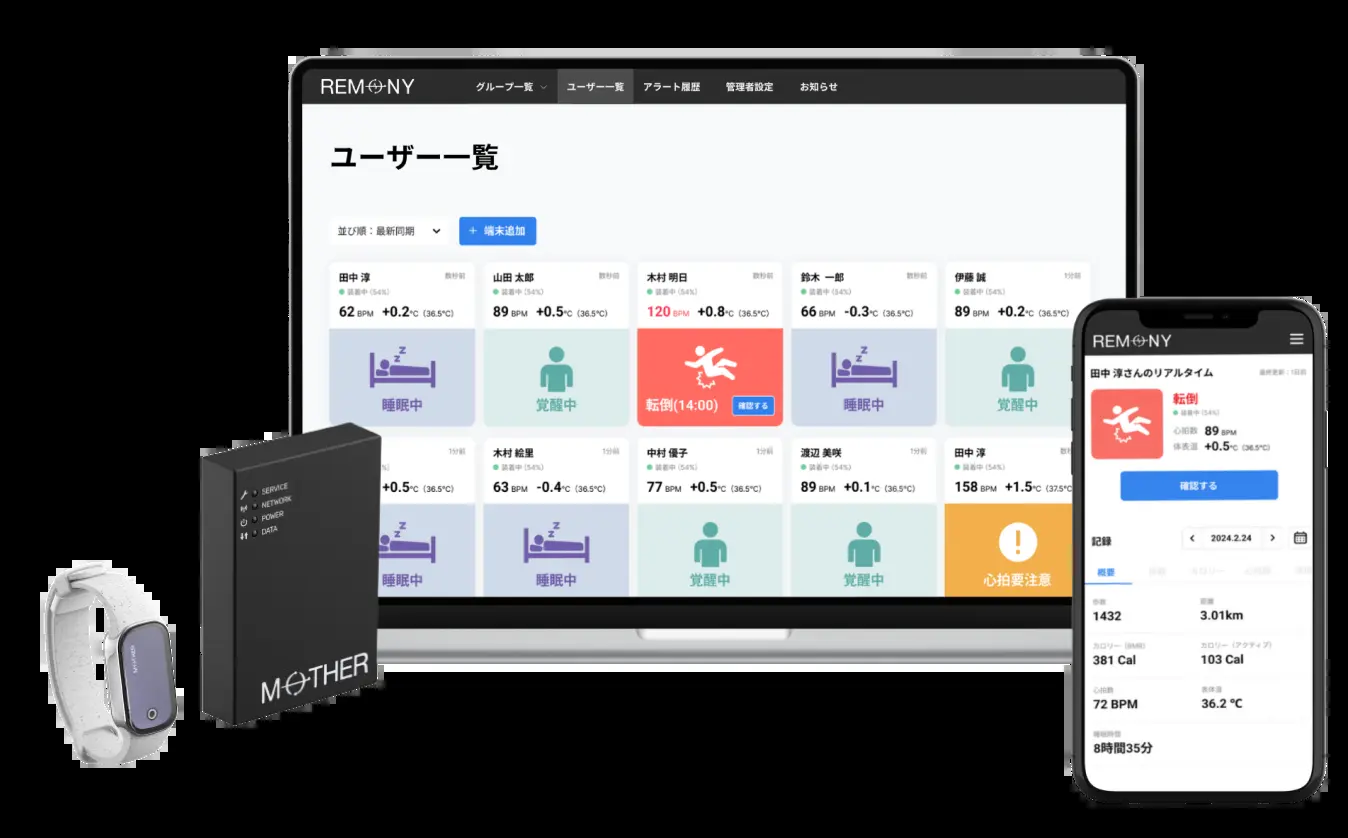 REMONY グループ一覧 ユーザー一覧 アラート履歴 管理者設定 お知らせ
ユーザー一覧
並び順：最新同期 + 端末追加
田中 淳 数秒前
装着中 (54%)
62 BPM +0.2℃ (36.5℃)
睡眠中
山田 太郎 数秒前
装着中 (54%)
89 BPM +0.5℃ (36.5℃)
覚醒中
木村 明日 数秒前
装着中 (54%)
120 BPM +0.8℃ (36.5℃)
転倒(14:00) 確認する
鈴木 一郎 数秒前
装着中 (54%)
66 BPM -0.3℃ (36.5℃)
睡眠中
伊藤 誠 1分前
装着中 (54%)
89 BPM +0.2℃ (36.5℃)
覚醒中
1分前
%)
+0.5℃ (36.5℃)
睡眠中
木村 絵里 1分前
装着中 (54%)
63 BPM -0.4℃ (36.5℃)
睡眠中
中村 優子 1分前
装着中 (54%)
77 BPM +0.5℃ (36.5℃)
覚醒中
渡辺 美咲 1分前
装着中 (54%)
89 BPM +0.1℃ (36.5℃)
覚醒中
田中 淳
装着中 (54%)
158 BPM +1.5℃ (37.5℃
心拍要注意
SERVICE
NETWORK
POWER
DATA
MOTHER
REMONY
田中 淳さんのリアルタイム 最終更新：1日前
転倒
装着中 (54%)
心拍数 89 BPM
体表温 +0.5℃ (36.5℃)
確認する
記録 2024.2.24
概要
歩数 距離
1432 3.01km
カロリー (BMR) カロリー (アクティブ)
381 Cal 103 Cal
心拍数 表体温
72 BPM 36.2 ℃
睡眠時間
8時間35分